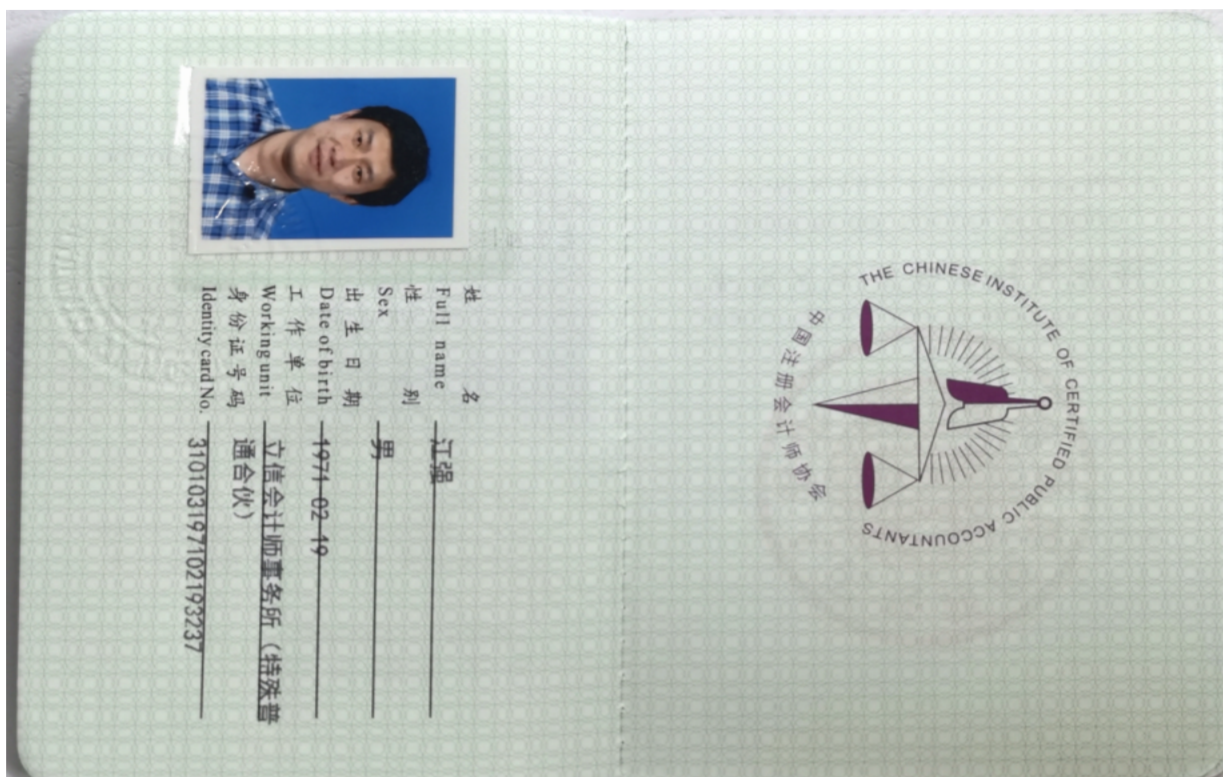 THE CHINESE INSTITUTE OF CERTIFIED PUBLIC ACCOUNTANTS
中国注册会计师协会
姓 名
Full name 江强
性 别
Sex 男
出 生 日 期
Date of birth 1971-02-19
工 作 单 位
Working unit 立信会计师事务所（特殊普
身份证号码 通合伙）
Identity card No. 310103197102193237